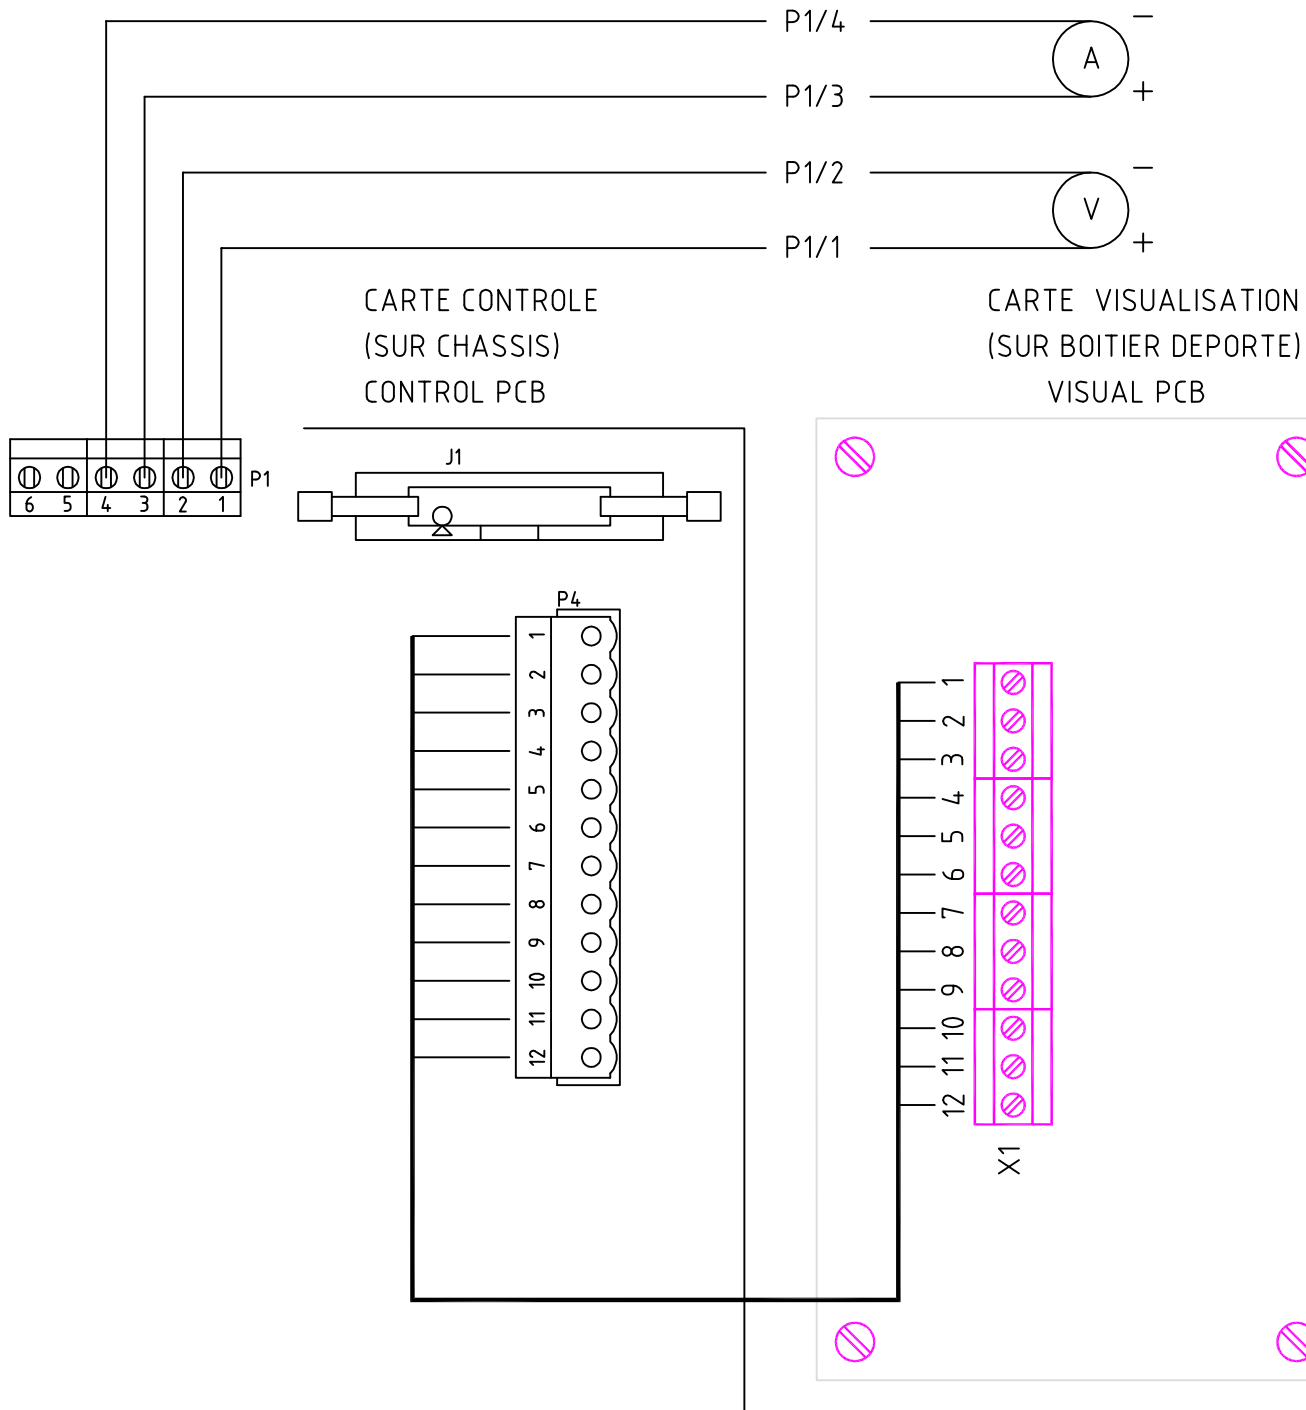 P1/4
−
A
P1/3
+
P1/2
−
V
P1/1
+
CARTE CONTROLE
(SUR CHASSIS)
CONTROL PCB
CARTE VISUALISATION
(SUR BOITIER DEPORTE)
VISUAL PCB
J1
P1
6 5 4 3 2 1
P4
1
2
3
4
5
6
7
8
9
10
11
12
1
2
3
4
5
6
7
8
9
10
11
12
X1